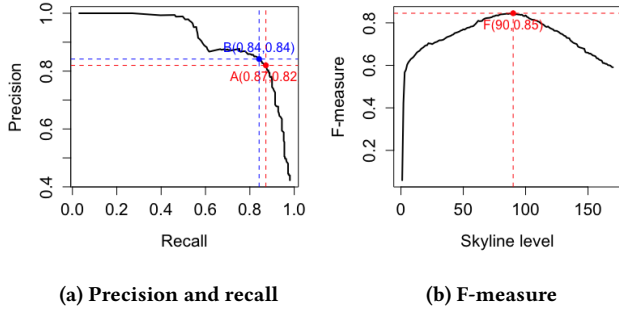 1.0
0.8
0.6
0.4
Precision
B(0.84,0.84)
A(0.87,0.82
0.0 0.2 0.4 0.6 0.8 1.0
Recall
(a) Precision and recall
0.8
0.6
0.4
0.2
F-measure
F(90,0.85)
0 50 100 150
Skyline level
(b) F-measure